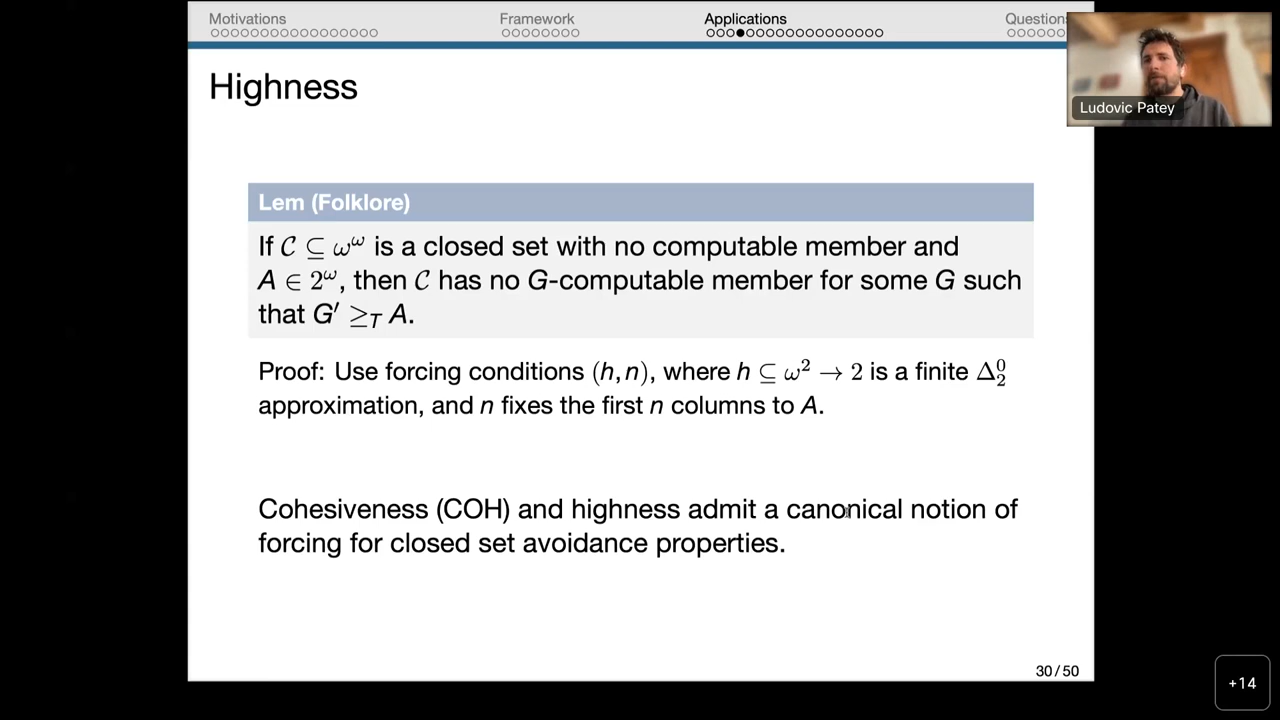 Motivations Framework Applications Question
Highness
Ludovic Patey
Lem (Folklore)
If 𝒞 ⊆ ω^ω is a closed set with no computable member and
A ∈ 2^ω, then 𝒞 has no G-computable member for some G such
that G′ ≥_T A.
Proof: Use forcing conditions (h, n), where h ⊆ ω² → 2 is a finite Δ⁰₂
approximation, and n fixes the first n columns to A.
Cohesiveness (COH) and highness admit a canonical notion of
forcing for closed set avoidance properties.
30 / 50
+14